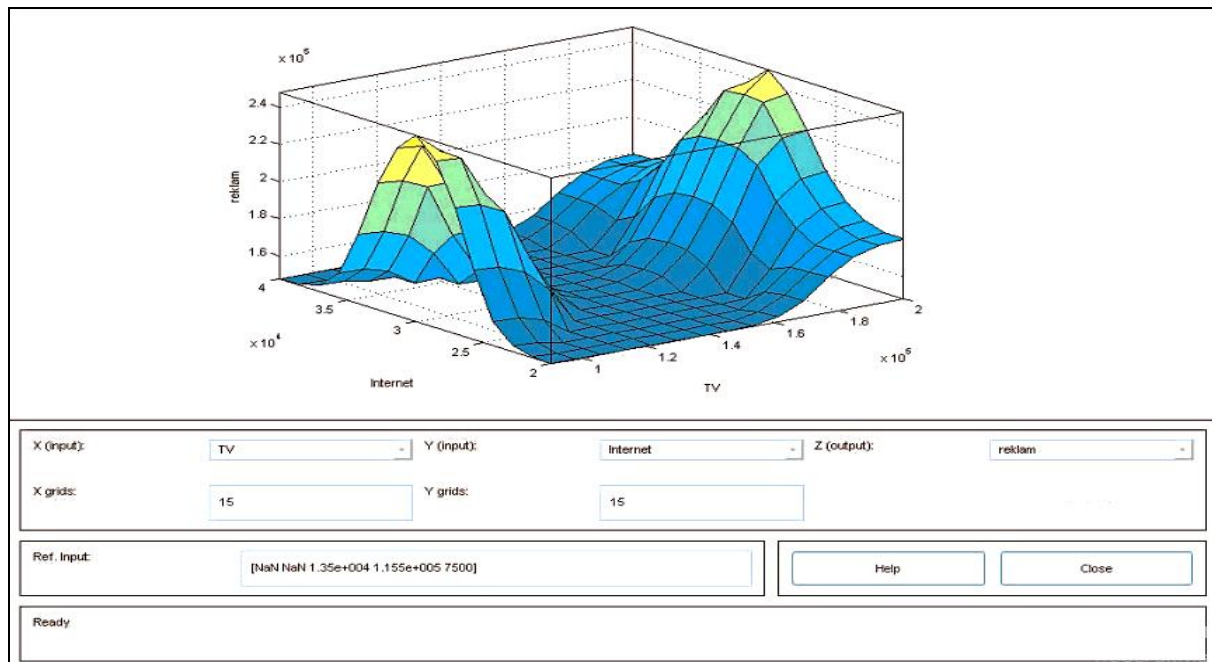 x 10^5
2.4
2.2
2
1.8
1.6
reklam
4
3.5
3
2.5
2
x 10^4
Internet
1
1.2
1.4
1.6
1.8
2
x 10^5
TV
X (input): TV Y (input): Internet Z (output): reklam
X grids: 15 Y grids: 15
Ref. Input: [NaN NaN 1.35e+004 1.155e+005 7500] Help Close
Ready